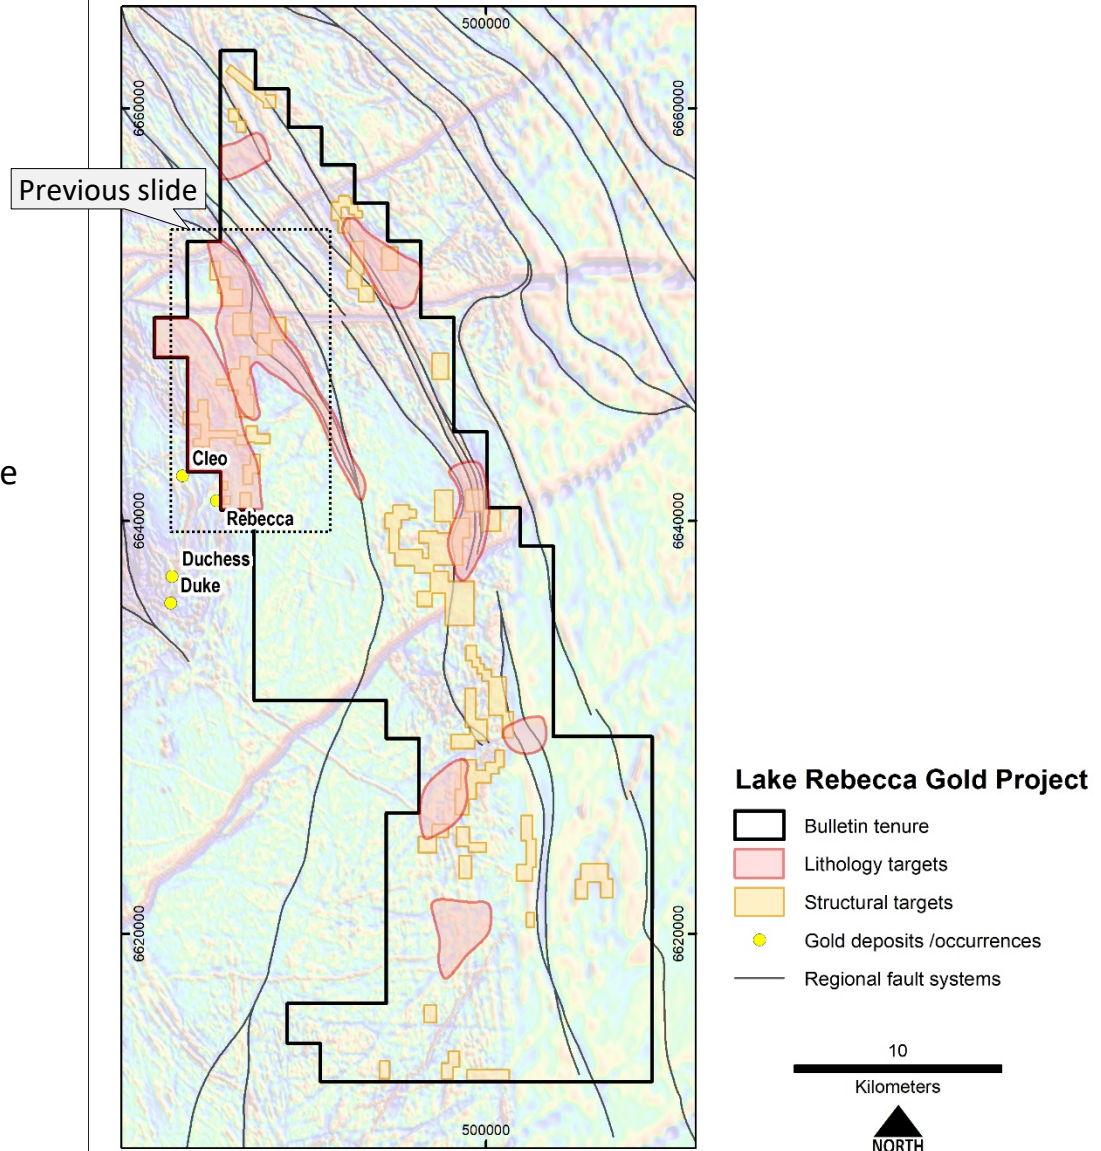 500000
6660000
6660000
Previous slide
Cleo
e
Rebecca
6640000
6640000
Duchess
Duke
Lake Rebecca Gold Project
Bulletin tenure
Lithology targets
Structural targets
Gold deposits /occurrences
Regional fault systems
6620000
6620000
10
Kilometers
500000
NORTH